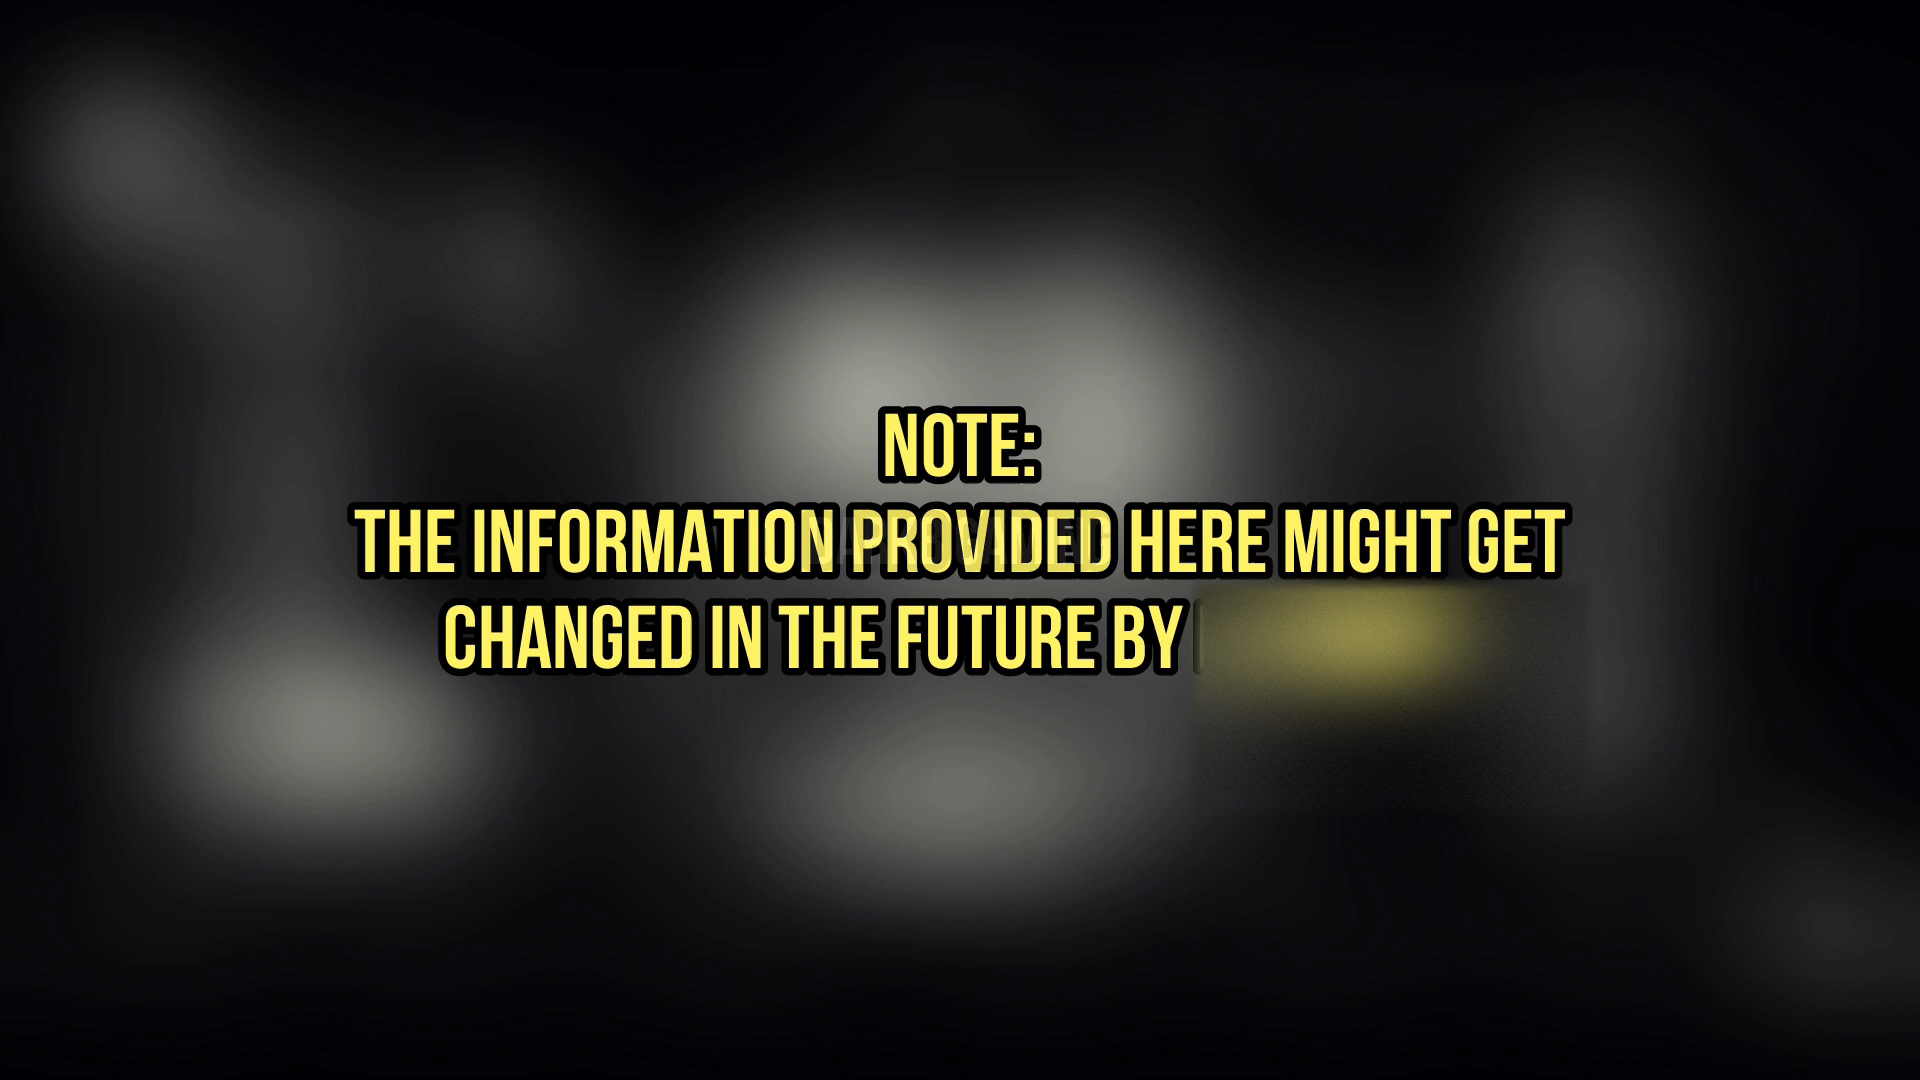 NOTE:
THE INFORMATION PROVIDED HERE MIGHT GET
CHANGED IN THE FUTURE BY